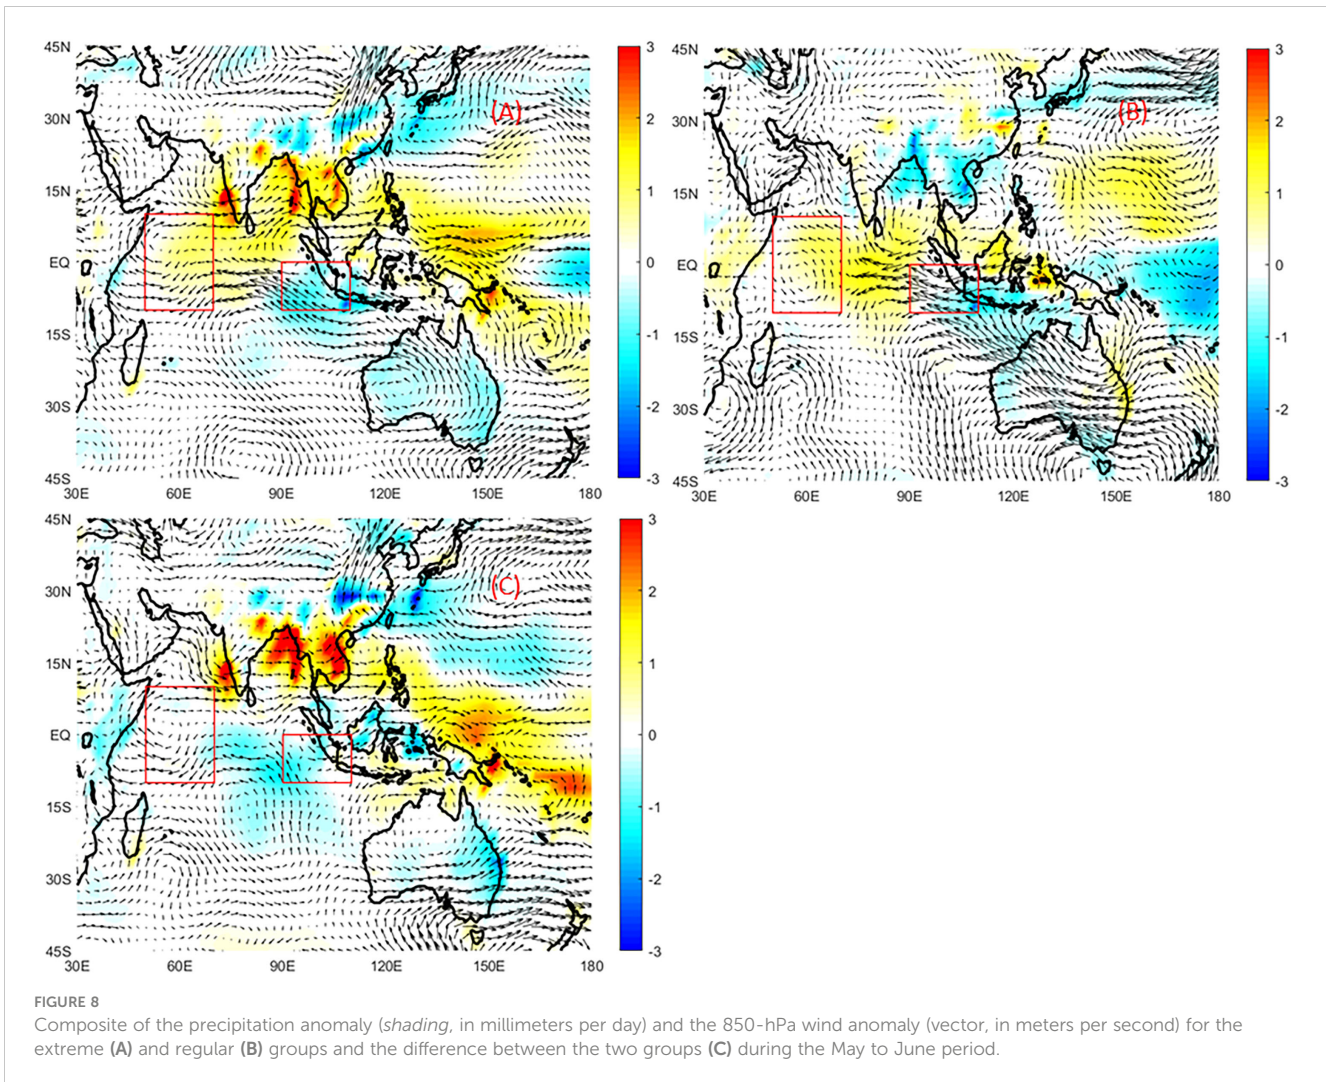 45N
30N
15N
EQ
15S
30S
45S
30E 60E 90E 120E 150E 180
(A)
3
2
1
0
-1
-2
-3
45N
30N
15N
EQ
15S
30S
45S
30E 60E 90E 120E 150E 180
(B)
3
2
1
0
-1
-2
-3
45N
30N
15N
EQ
15S
30S
45S
30E 60E 90E 120E 150E 180
(C)
3
2
1
0
-1
-2
-3
FIGURE 8
Composite of the precipitation anomaly (shading, in millimeters per day) and the 850-hPa wind anomaly (vector, in meters per second) for the
extreme (A) and regular (B) groups and the difference between the two groups (C) during the May to June period.